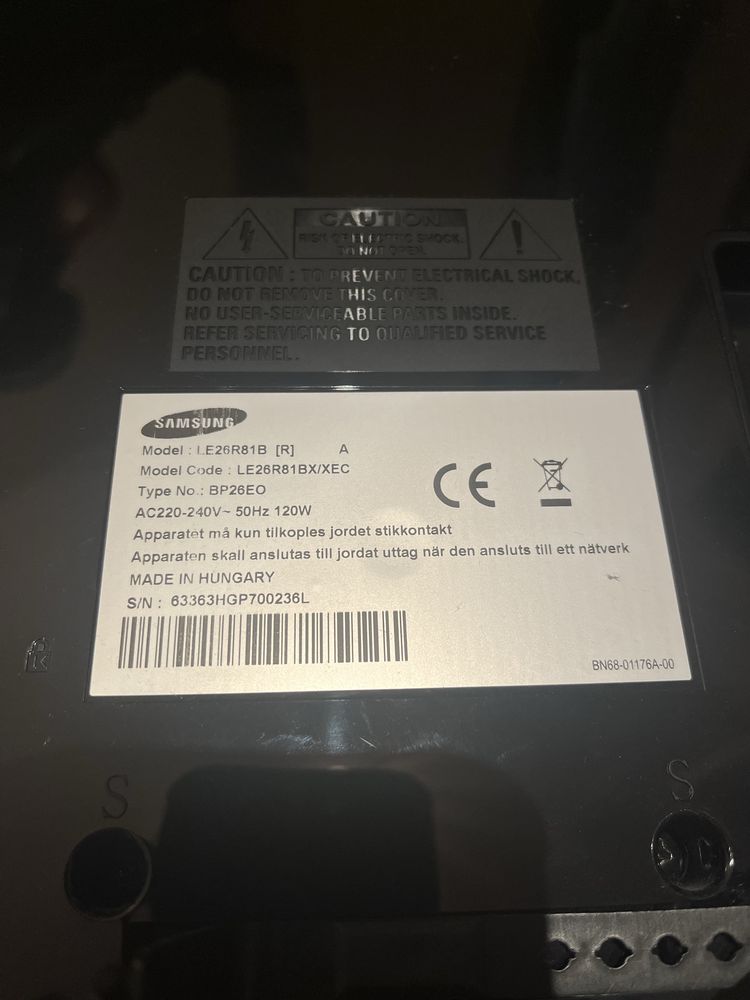 CAUTION
RISK OF ELECTRIC SHOCK.
DO NOT OPEN.
CAUTION : TO PREVENT ELECTRICAL SHOCK,
DO NOT REMOVE THIS COVER.
NO USER-SERVICEABLE PARTS INSIDE.
REFER SERVICING TO QUALIFIED SERVICE
PERSONNEL.
SAMSUNG
Model : LE26R81B [R] A
Model Code : LE26R81BX/XEC
Type No.: BP26EO
AC220-240V~ 50Hz 120W
Apparatet må kun tilkoples jordet stikkontakt
Apparaten skall anslutas till jordat uttag när den ansluts till ett nätverk
MADE IN HUNGARY
S/N : 63363HGP700236L
BN68-01176A-00
CE
K
S
S